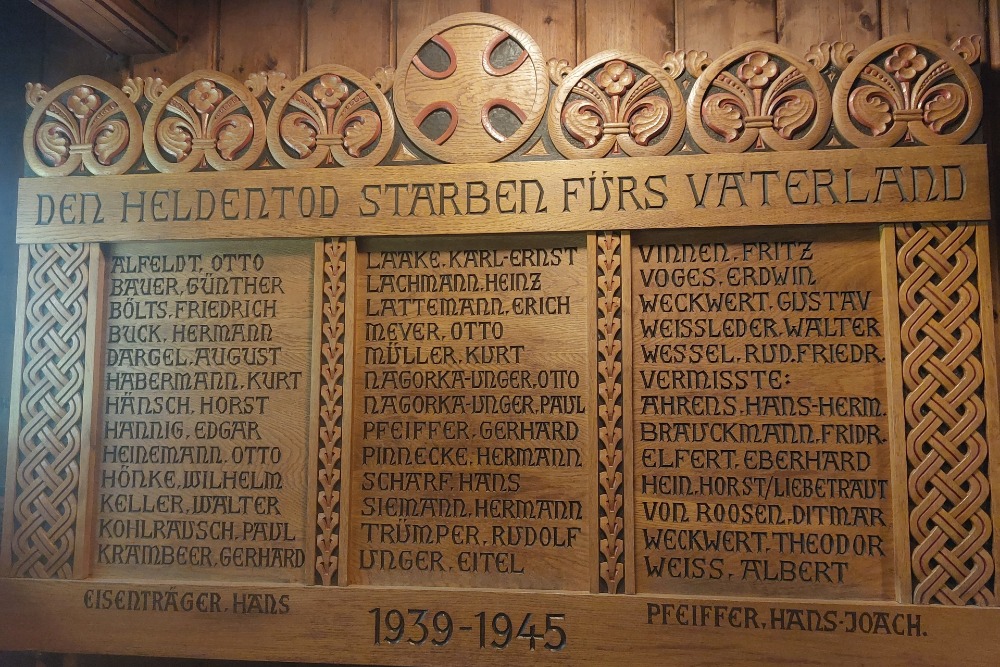 DEN HELDENTOD STARBEN FÜRS VATERLAND
ALFELDT, OTTO
BAUER, GÜNTHER
BÖLTS, FRIEDRICH
BUCK, HERMANN
DARGEL, AUGUST
HABERMANN, KURT
HÄNSCH, HORST
HANNIG, EDGAR
HEINEMANN, OTTO
HÖNKE, WILHELM
KELLER, WALTER
KOHLRAUSCH, PAUL
KRAMBEER, GERHARD
LAAKE, KARL-ERNST
LACHMANN, HEINZ
LATTEMANN, ERICH
MEYER, OTTO
MÜLLER, KURT
NAGORKA-UNGER, OTTO
NAGORKA-UNGER, PAUL
PFEIFFER, GERHARD
PINNECKE, HERMANN
SCHARF, HANS
SIEMANN, HERMANN
TRÜMPER, RUDOLF
UNGER, EITEL
VINNEN, FRITZ
VOGES, ERDWIN
WECKWERT, GUSTAV
WEISSLEDER, WALTER
WESSEL, RUD. FRIEDR.
VERMISSTE:
AHRENS, HANS-HERM.
BRAUCKMANN, FRIDR.
ELFERT, EBERHARD
HEIN, HORST/LIEBETRAUT
VON ROOSEN, DITMAR
WECKWERT, THEODOR
WEISS, ALBERT
EISENTRÄGER, HANS
1939-1945
PFEIFFER, HANS-JOACH.